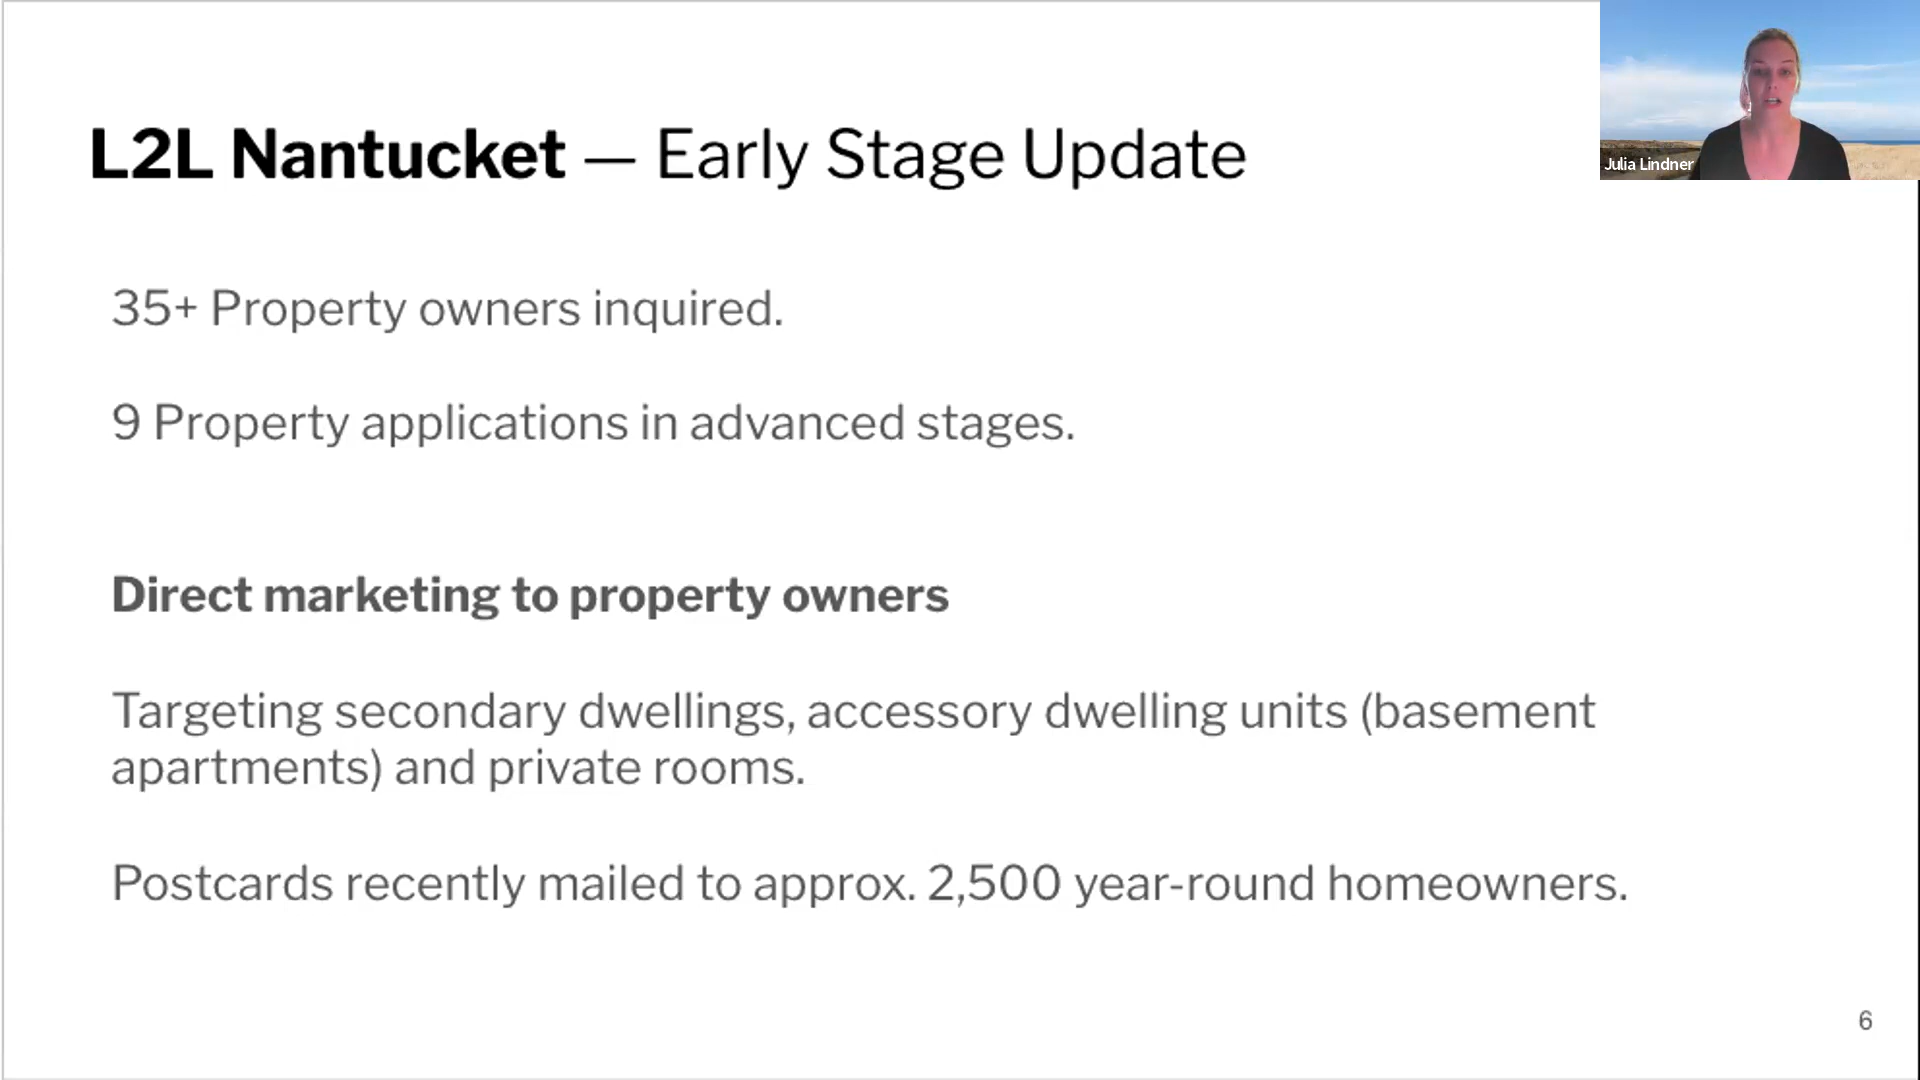 L2L Nantucket — Early Stage Update
Julia Lindner
35+ Property owners inquired.
9 Property applications in advanced stages.
Direct marketing to property owners
Targeting secondary dwellings, accessory dwelling units (basement
apartments) and private rooms.
Postcards recently mailed to approx. 2,500 year-round homeowners.
6